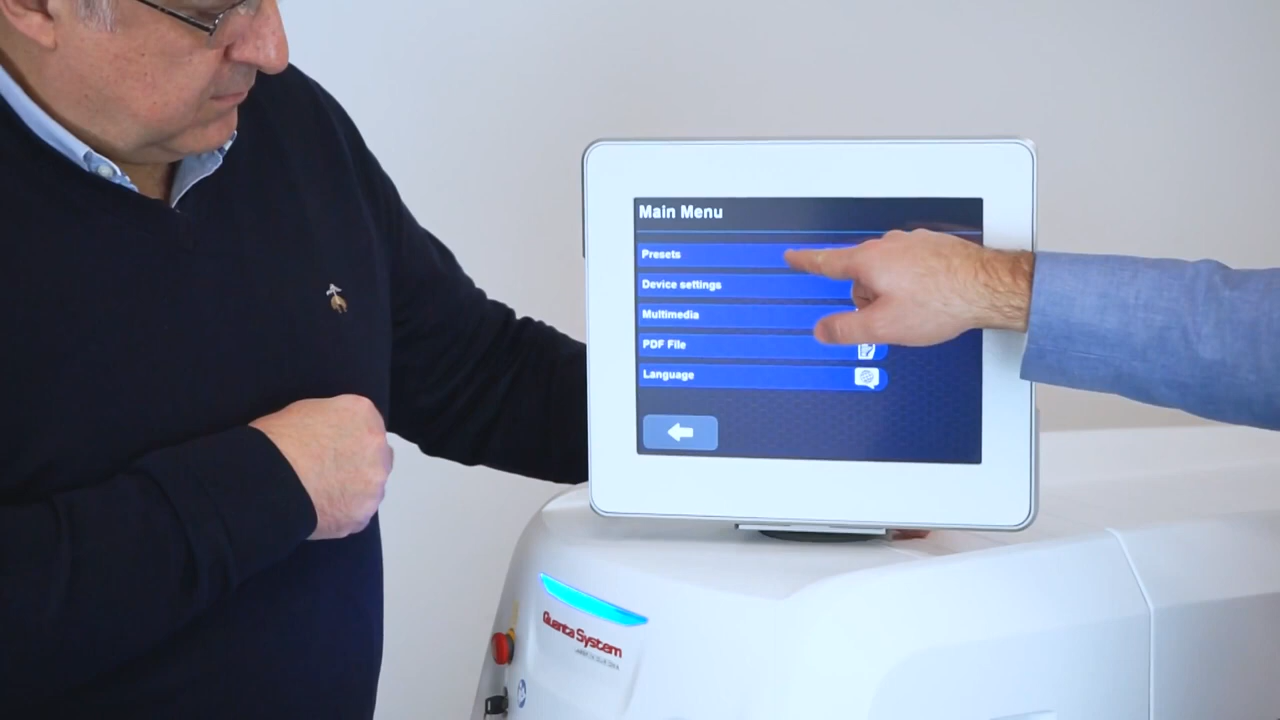 Main Menu
Presets
Device settings
Multimedia
PDF File
Language
Quanta System